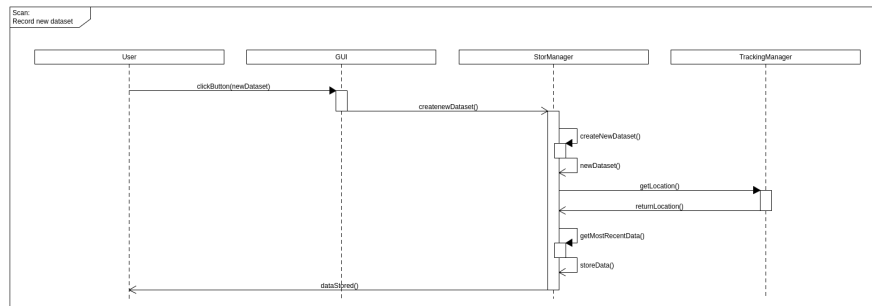 Scan:
Record new dataset
User
GUI
StorManager
TrackingManager
clickButton(newDataset)
createnewDataset()
createNewDataset()
newDataset()
getLocation()
returnLocation()
getMostRecentData()
storeData()
dataStored()